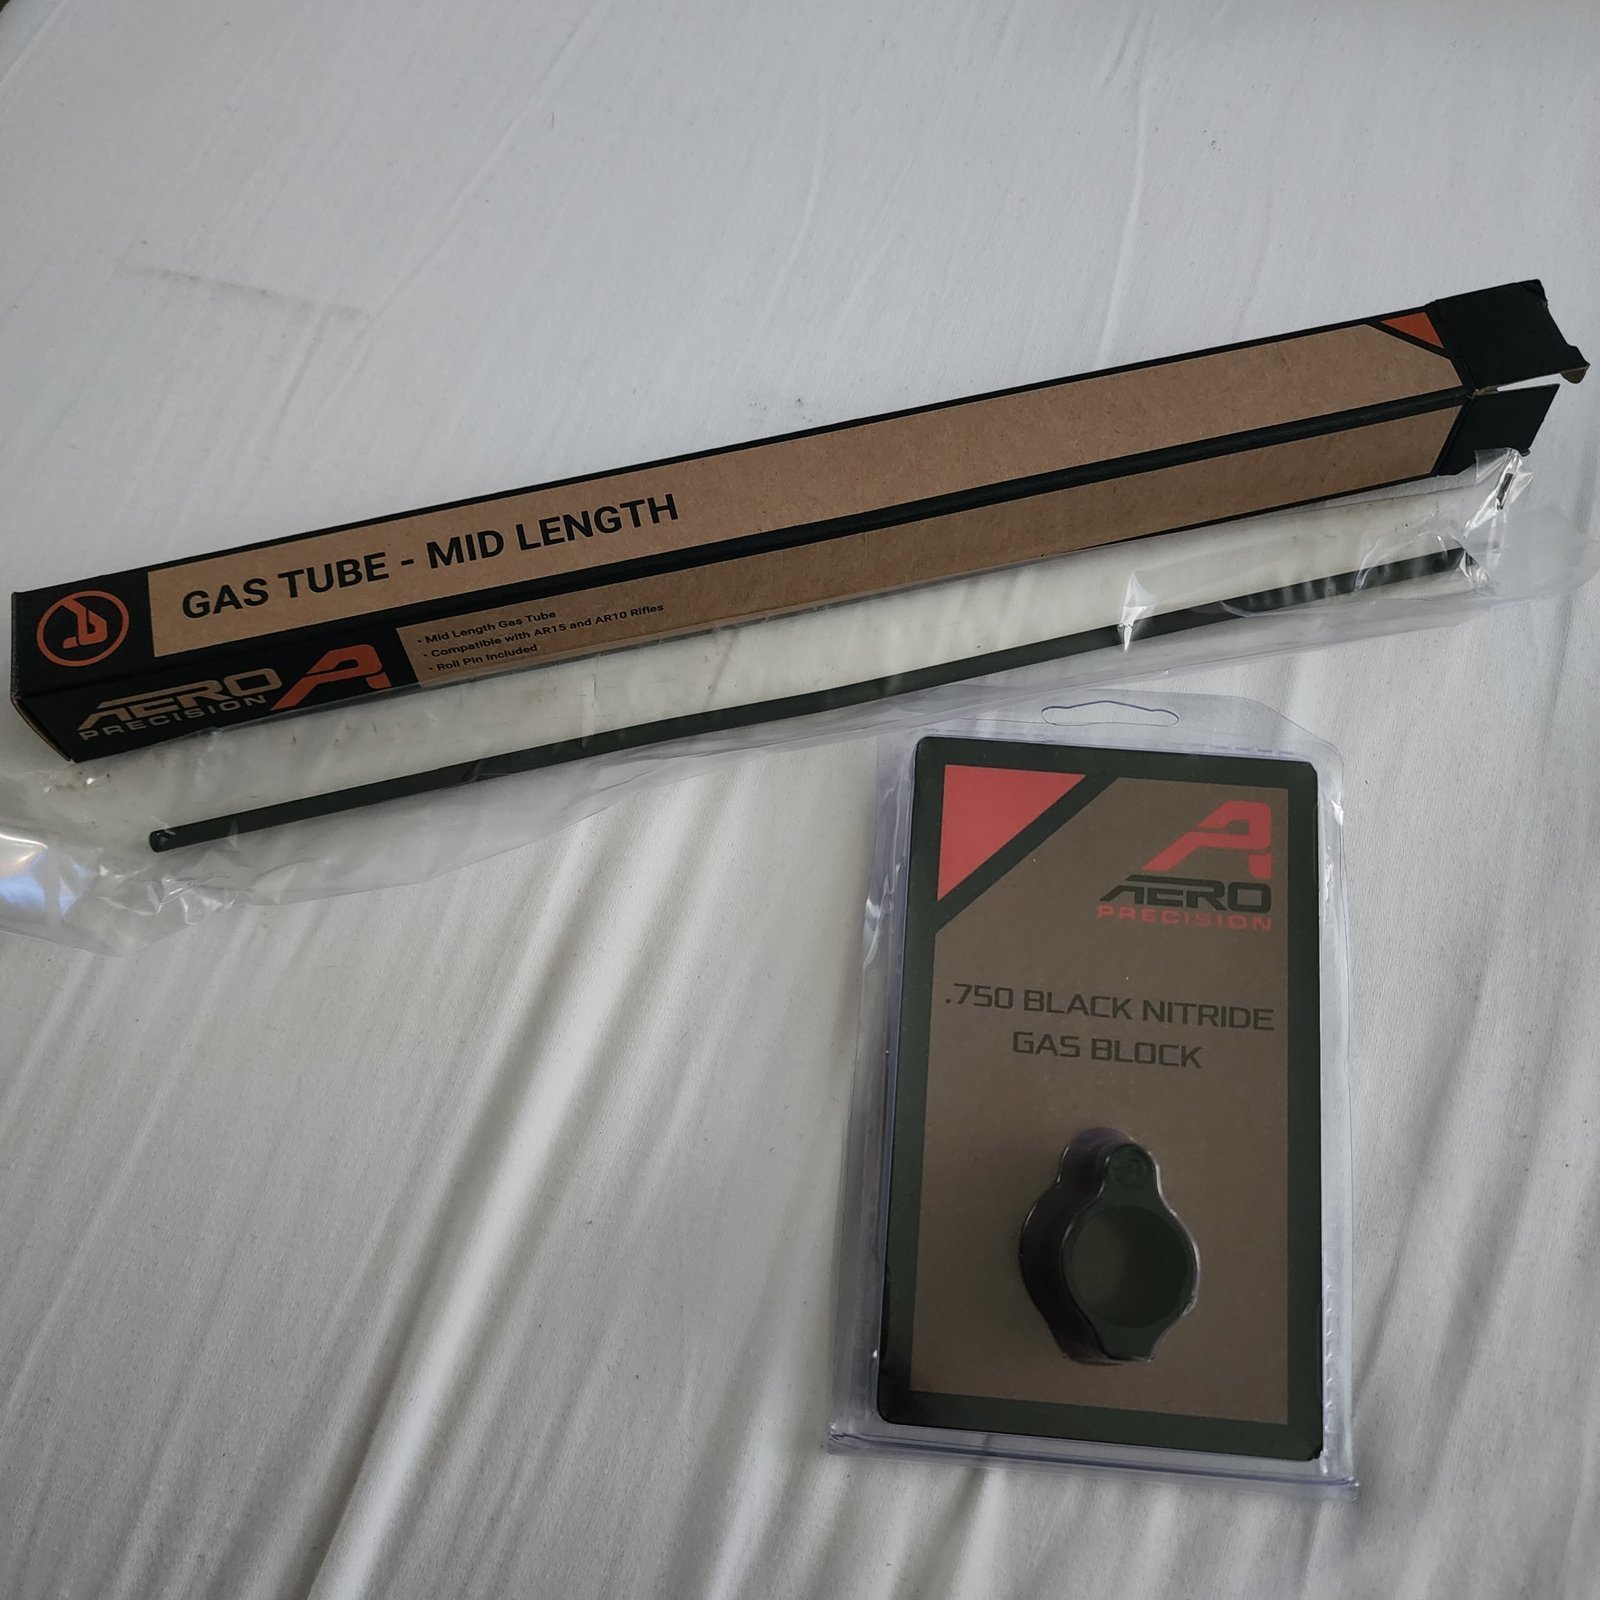 GAS TUBE - MID LENGTH
- Mid Length Gas Tube
- Compatible with AR15 and AR10 Rifles
- Roll Pin Included
AERO
PRECISION
AERO
PRECISION
.750 BLACK NITRIDE
GAS BLOCK